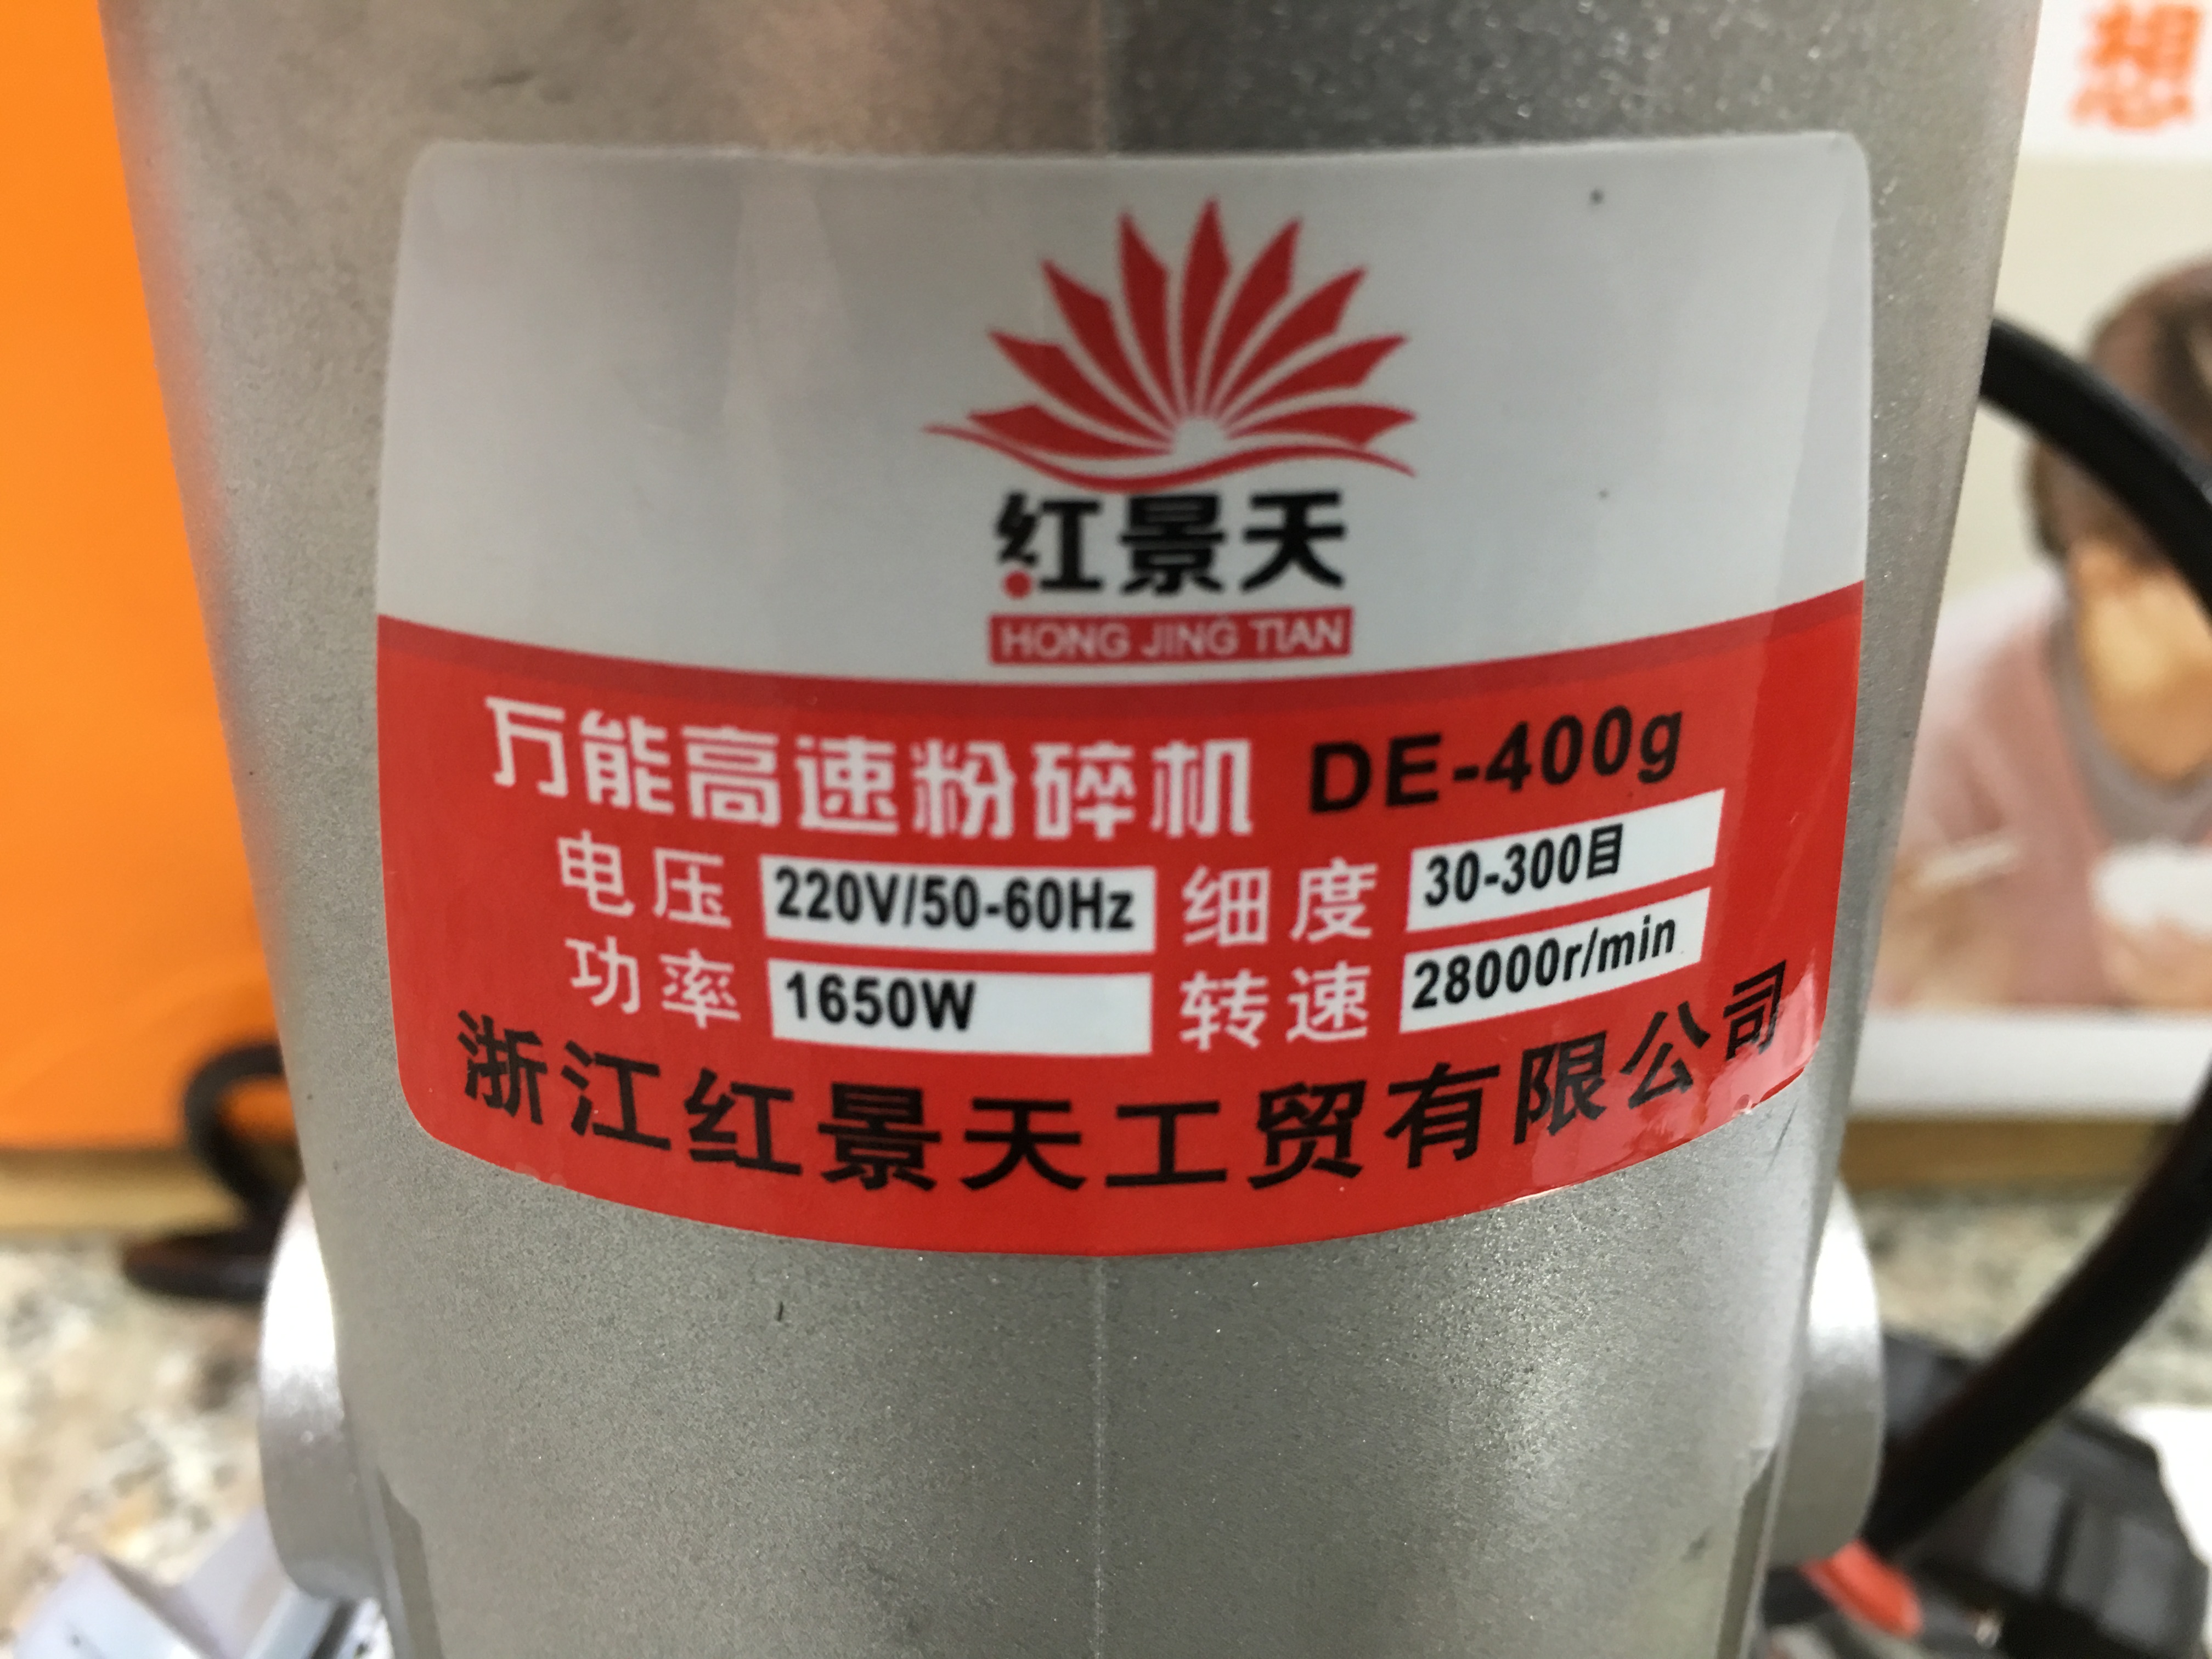 想
红景天
HONG JING TIAN
万能高速粉碎机 DE-400g
电压 220V/50-60Hz 细度 30-300目
功率 1650W 转速 28000r/min
浙江红景天工贸有限公司